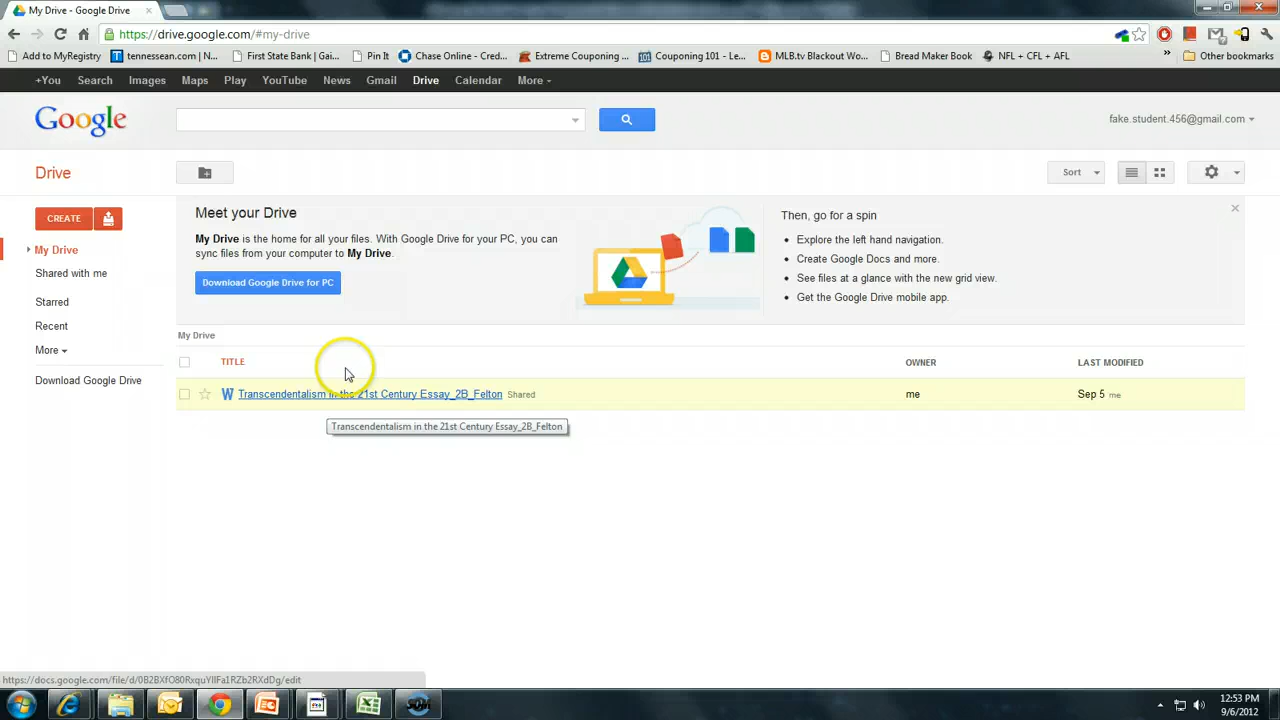 My Drive - Google Drive
https://drive.google.com/#my-drive
Add to MyRegistry tennessean.com | N... First State Bank | Gai... Pin It Chase Online - Cred... Extreme Couponing ... Couponing 101 - Le... MLB.tv Blackout Wo... Bread Maker Book NFL + CFL + AFL » Other bookmarks
+You Search Images Maps Play YouTube News Gmail Drive Calendar More
Google
fake.student.456@gmail.com
Drive
Sort
CREATE
My Drive
Shared with me
Starred
Recent
More
Download Google Drive
Meet your Drive
My Drive is the home for all your files. With Google Drive for your PC, you can
sync files from your computer to My Drive.
Download Google Drive for PC
Then, go for a spin
• Explore the left hand navigation.
• Create Google Docs and more.
• See files at a glance with the new grid view.
• Get the Google Drive mobile app.
My Drive
TITLE OWNER LAST MODIFIED
W Transcendentalism in the 21st Century Essay_2B_Felton Shared me Sep 5 me
Transcendentalism in the 21st Century Essay_2B_Felton
12:53 PM
9/6/2012